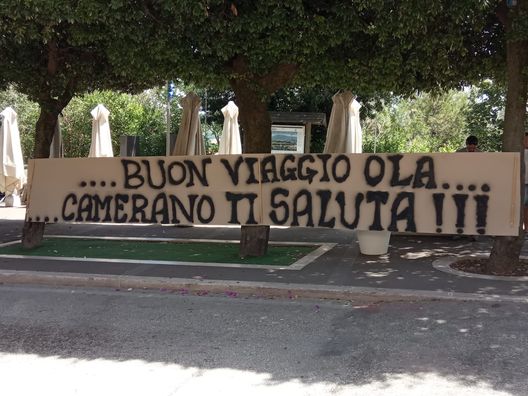 ....BUON VIAGGIO OLA....
....CAMERANO TI SALUTA!!!